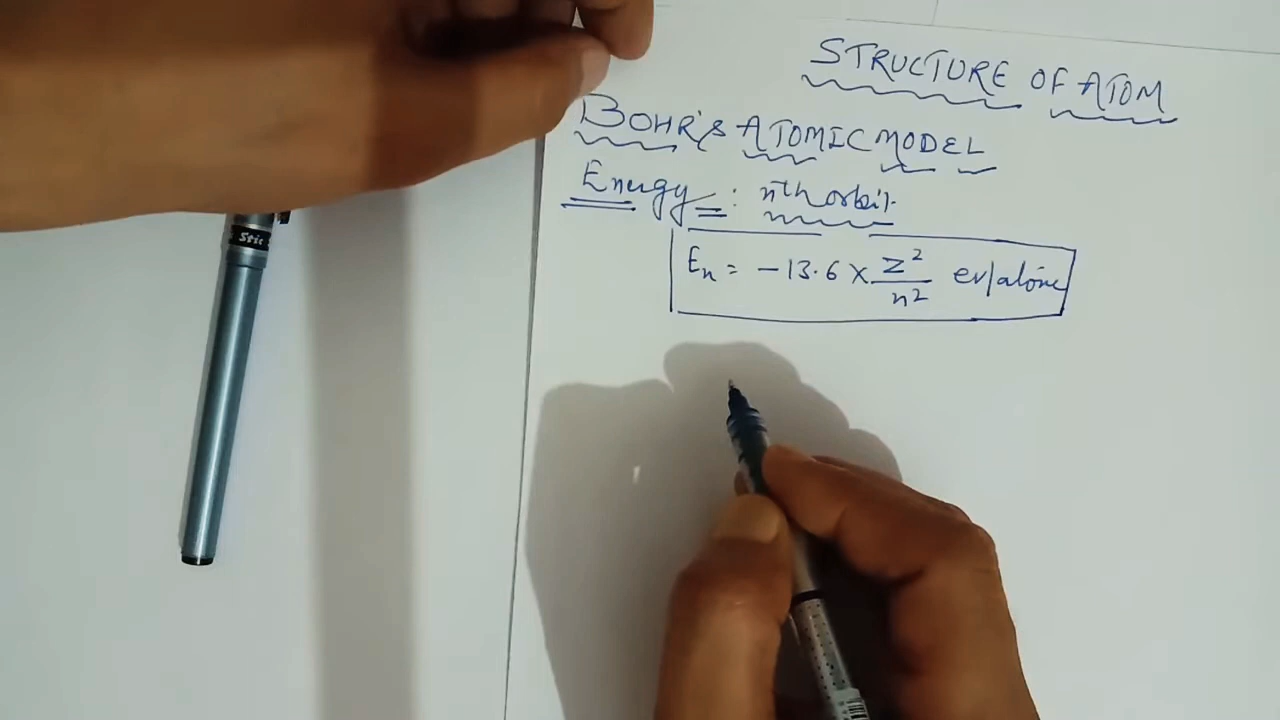 STRUCTURE OF ATOM
BOHR'S ATOMIC MODEL
Energy : nth orbit.
En = -13.6 × Z²/n² ev/atom
Stic